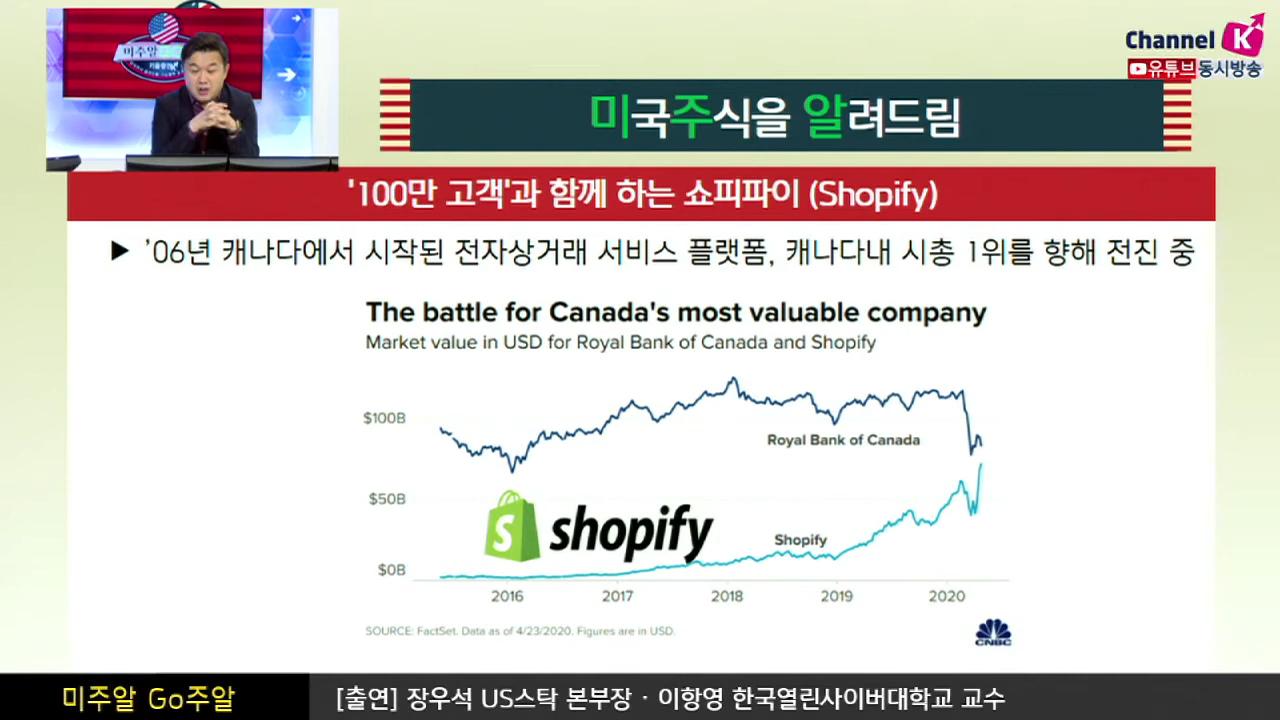 미주알
Channel K
유튜브동시방송
미국주식을 알려드림
'100만 고객'과 함께 하는 쇼피파이 (Shopify)
▶ '06년 캐나다에서 시작된 전자상거래 서비스 플랫폼, 캐나다내 시총 1위를 향해 전진 중
The battle for Canada's most valuable company
Market value in USD for Royal Bank of Canada and Shopify
$100B
Royal Bank of Canada
$50B
shopify
Shopify
$0B
2016 2017 2018 2019 2020
SOURCE: FactSet. Data as of 4/23/2020. Figures are in USD.
CNBC
미주알 Go주알
[출연] 장우석 US스탁 본부장 · 이항영 한국열린사이버대학교 교수